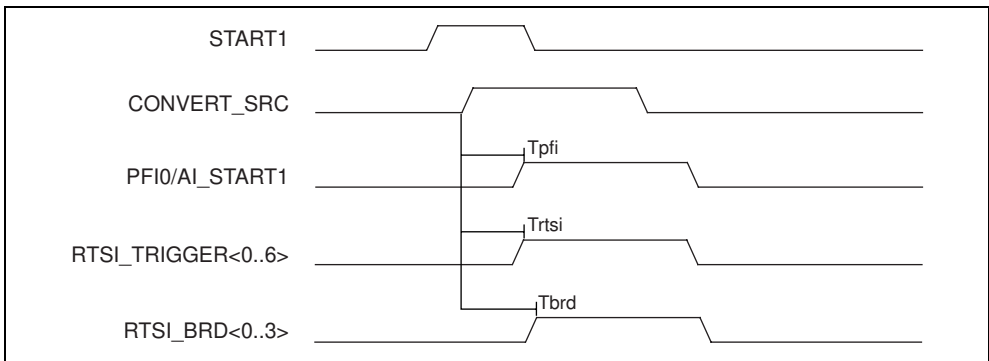 START1
CONVERT_SRC
Tpfi
PFI0/AI_START1
Trtsi
RTSI_TRIGGER<0..6>
Tbrd
RTSI_BRD<0..3>